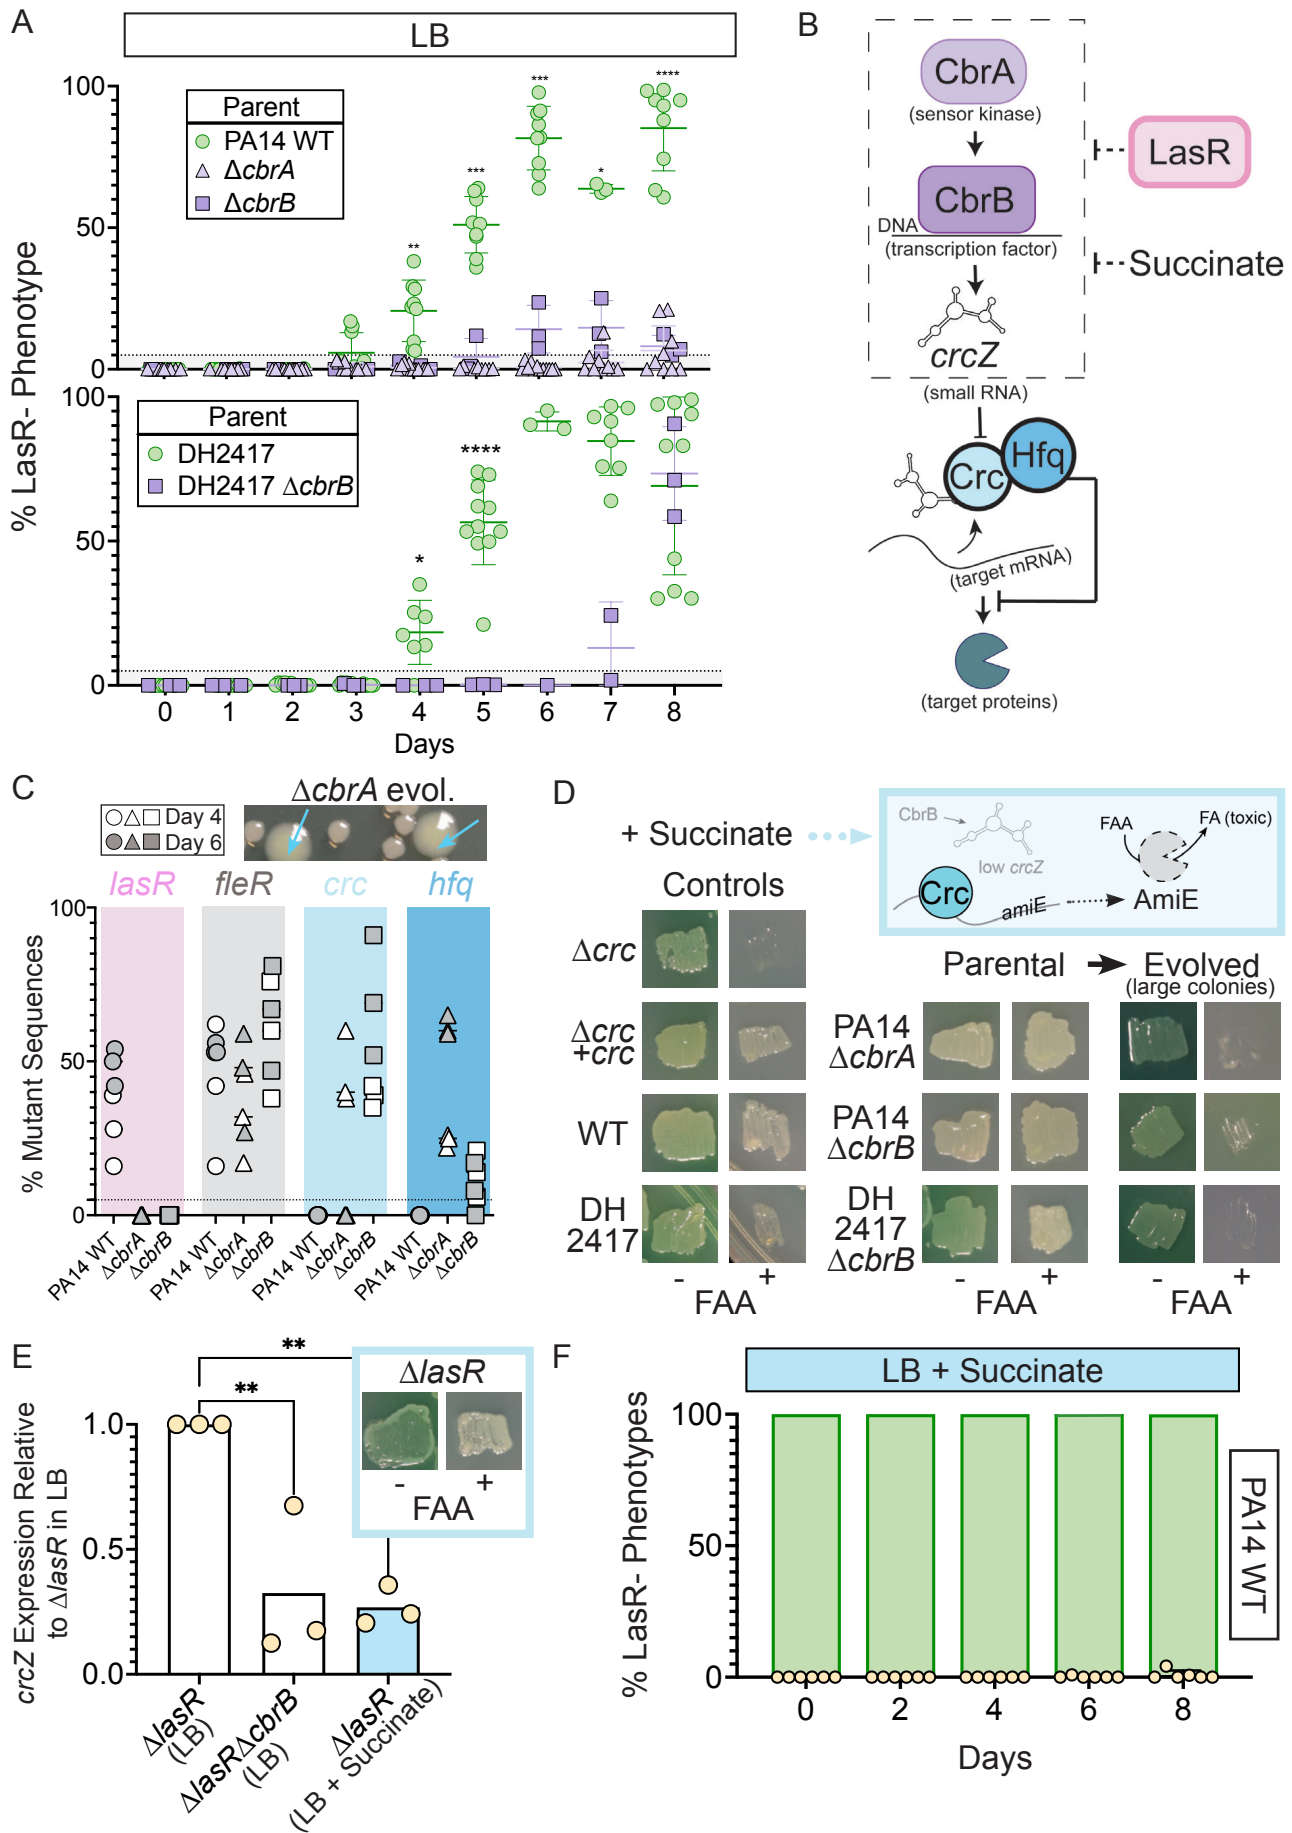 A
LB
Parent
PA14 WT
ΔcbrA
ΔcbrB
100
50
0
**
***
***
*
****
% LasR- Phenotype
Parent
DH2417
DH2417 ΔcbrB
100
50
0
*
****
0 1 2 3 4 5 6 7 8
Days
B
CbrA
(sensor kinase)
CbrB
DNA
(transcription factor)
crcZ
(small RNA)
LasR
Succinate
Crc
Hfq
(target mRNA)
(target proteins)
C
ΔcbrA evol.
Day 4
Day 6
lasR fleR crc hfq
% Mutant Sequences
100
50
0
PA14 WT
ΔcbrA
ΔcbrB
PA14 WT
ΔcbrA
ΔcbrB
PA14 WT
ΔcbrA
ΔcbrB
PA14 WT
ΔcbrA
ΔcbrB
D
+ Succinate
CbrB
low crcZ
Crc
amiE
FAA
FA (toxic)
AmiE
Controls
Δcrc
Δcrc
+crc
WT
DH
2417
- +
FAA
Parental
Evolved
(large colonies)
PA14
ΔcbrA
PA14
ΔcbrB
DH
2417
ΔcbrB
- +
FAA
- +
FAA
E
crcZ Expression Relative
to ΔlasR in LB
1.0
0.5
0.0
**
**
ΔlasR
- +
FAA
ΔlasR
(LB)
ΔlasRΔcbrB
(LB)
ΔlasR
(LB + Succinate)
F
LB + Succinate
% LasR- Phenotypes
100
50
0
0 2 4 6 8
Days
PA14 WT